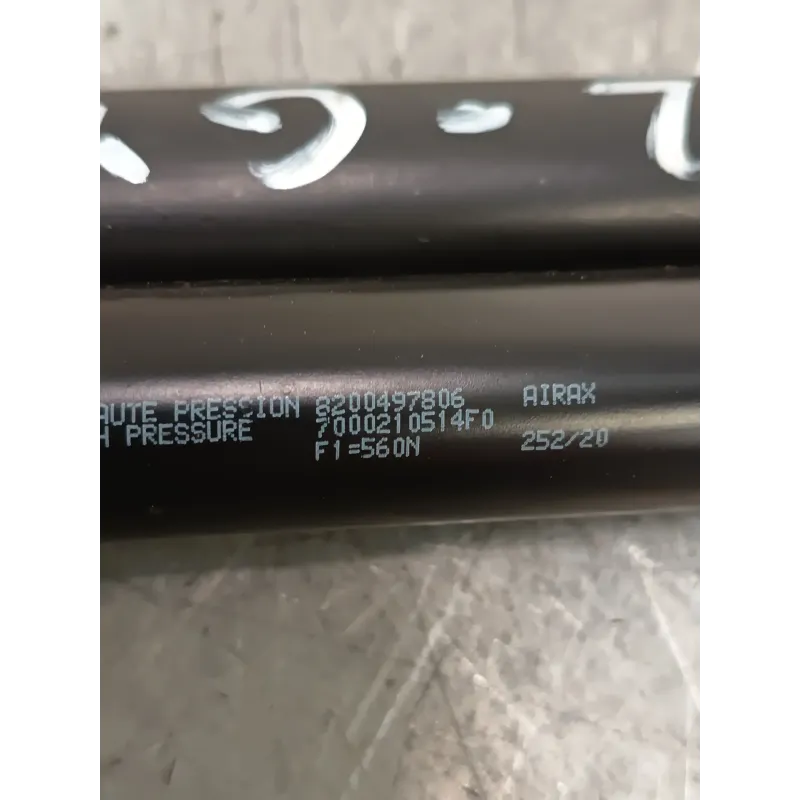 AUTE PRESSION 8200497806 AIRAX
H PRESSURE 7000210514F0
F1=560N 252/20